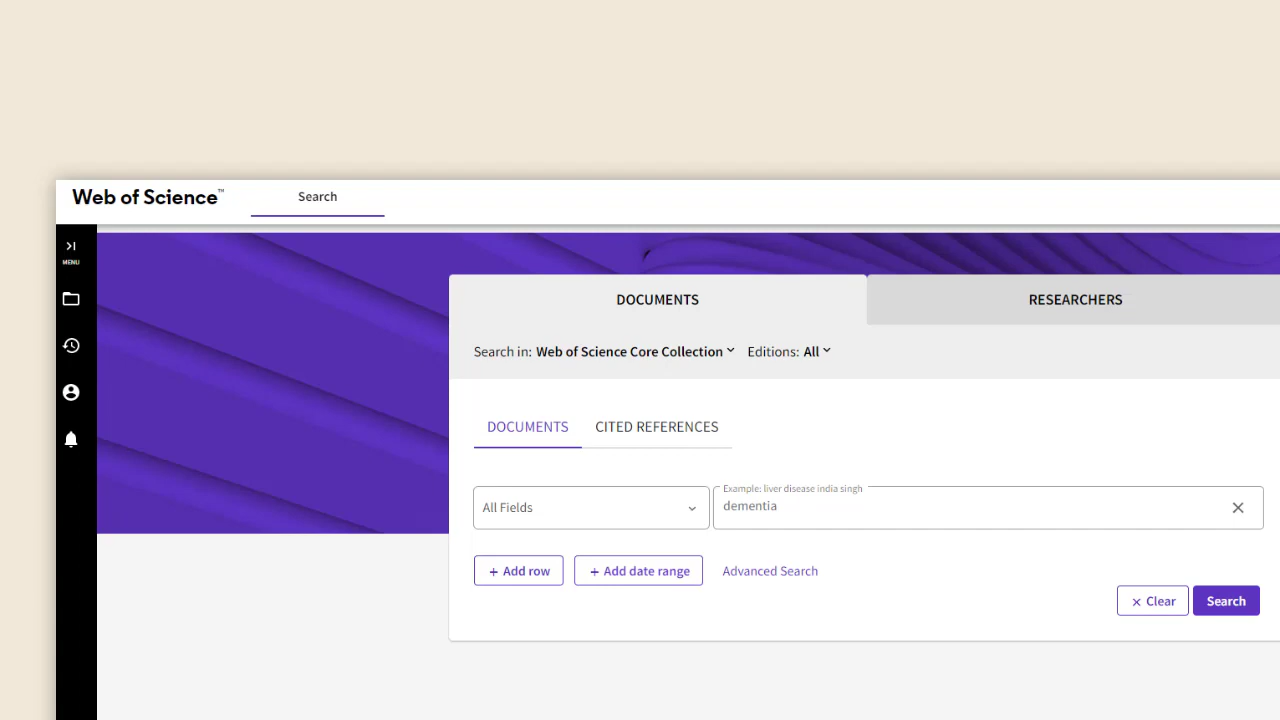 Web of Science™
Search
MENU
DOCUMENTS
RESEARCHERS
Search in: Web of Science Core Collection
Editions: All
DOCUMENTS
CITED REFERENCES
All Fields
Example: liver disease india singh
dementia
+ Add row
+ Add date range
Advanced Search
× Clear
Search